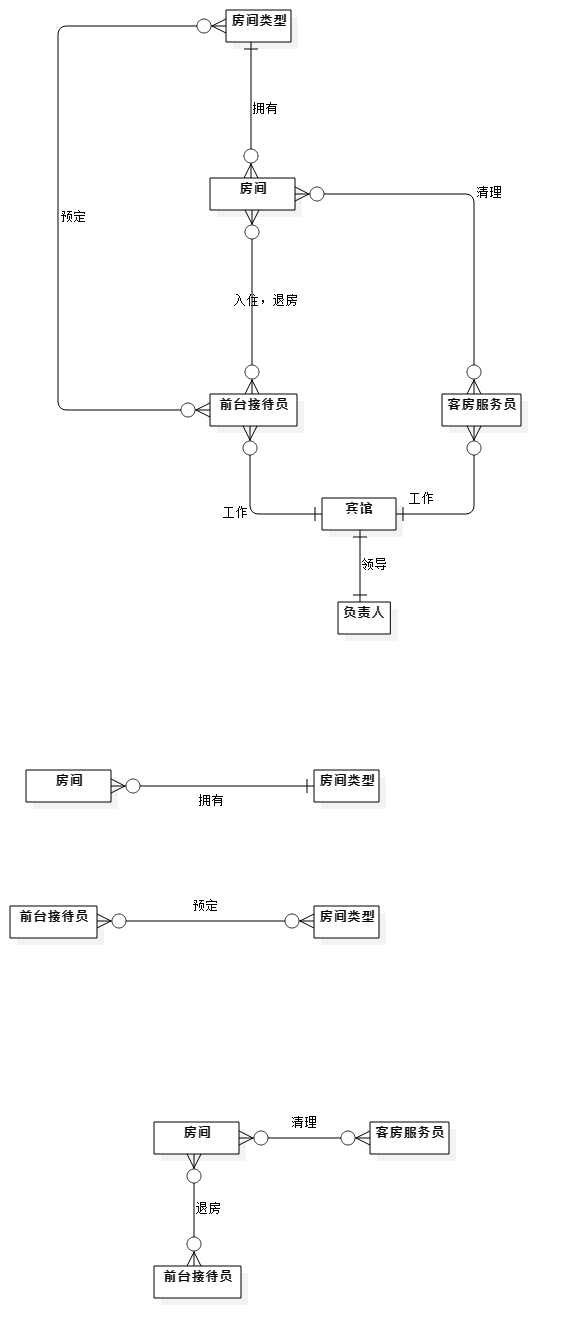 房间类型
拥有
房间
清理
预定
入住，退房
前台接待员
客房服务员
工作
宾馆
工作
领导
负责人
房间
房间类型
拥有
前台接待员
预定
房间类型
房间
清理
客房服务员
退房
前台接待员